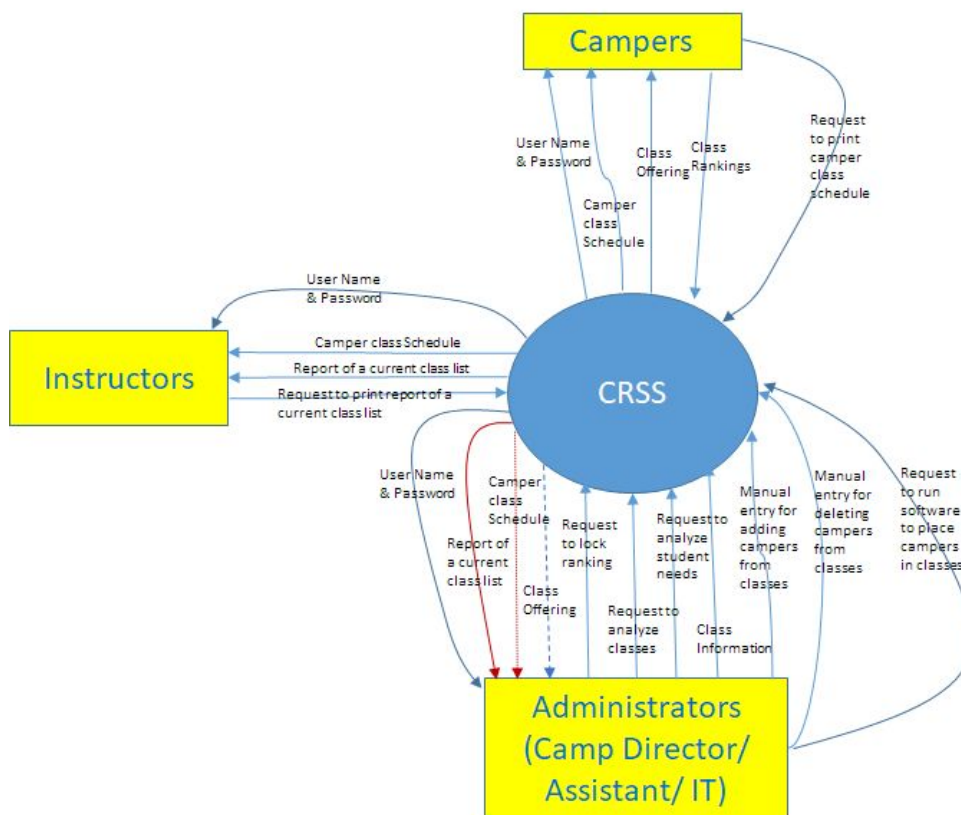 Campers
User Name
& Password
Camper
class
Schedule
Class
Offering
Class
Rankings
Request
to print
camper
class
schedule
User Name
& Password
Camper class Schedule
Report of a current class list
Request to print report of a
current class list
Instructors
CRSS
User Name
& Password
Report of
a current
class list
Camper
class
Schedule
Class
Offering
Request
to lock
ranking
Request to
analyze
classes
Request to
analyze
student
needs
Class
Information
Manual
entry for
adding
campers
from
classes
Manual
entry for
deleting
campers
from
classes
Request
to run
software
to place
campers
in classes
Administrators
(Camp Director/
Assistant/ IT)